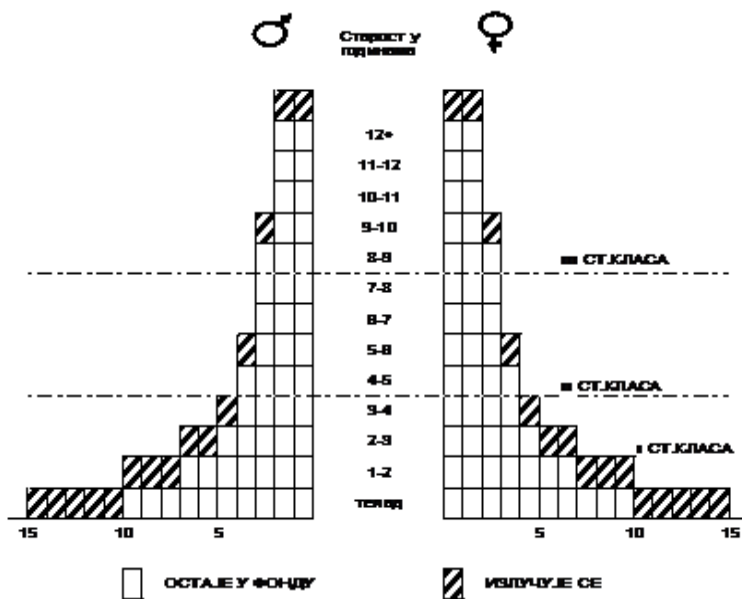 Старост у
годинама
12+
11-12
10-11
9-10
8-9
III СТ.КЛАСА
7-8
6-7
5-6
4-5
II СТ.КЛАСА
3-4
2-3
I СТ.КЛАСА
1-2
ТЕЛАД
15 10 5 5 10 15
ОСТАЈЕ У ФОНДУ ИЗЛУЧУЈЕ СЕ